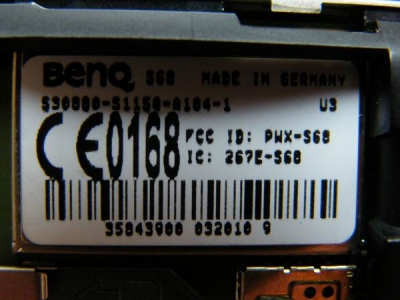 BenQ S68 MADE IN GERMANY
S30880-S1150-A104-1 U3
CE0168
FCC ID: PWX-S68
IC: 267E-S68
35843900 032010 9